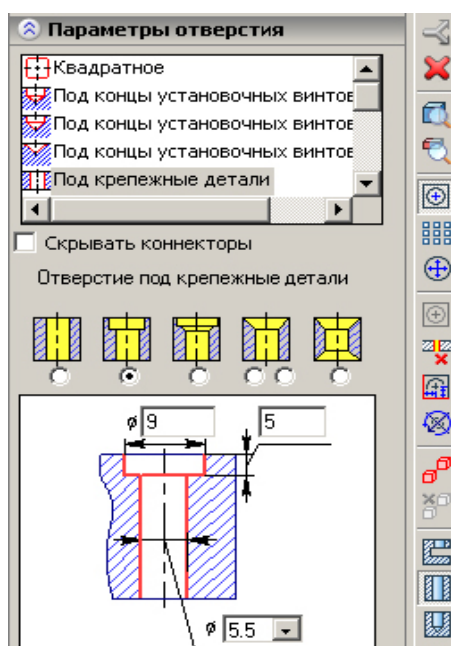 Параметры отверстия
Квадратное
Под концы установочных винтов
Под концы установочных винтов
Под концы установочных винтов
Под крепежные детали
Скрывать коннекторы
Отверстие под крепежные детали
ø 9
5
ø 5.5